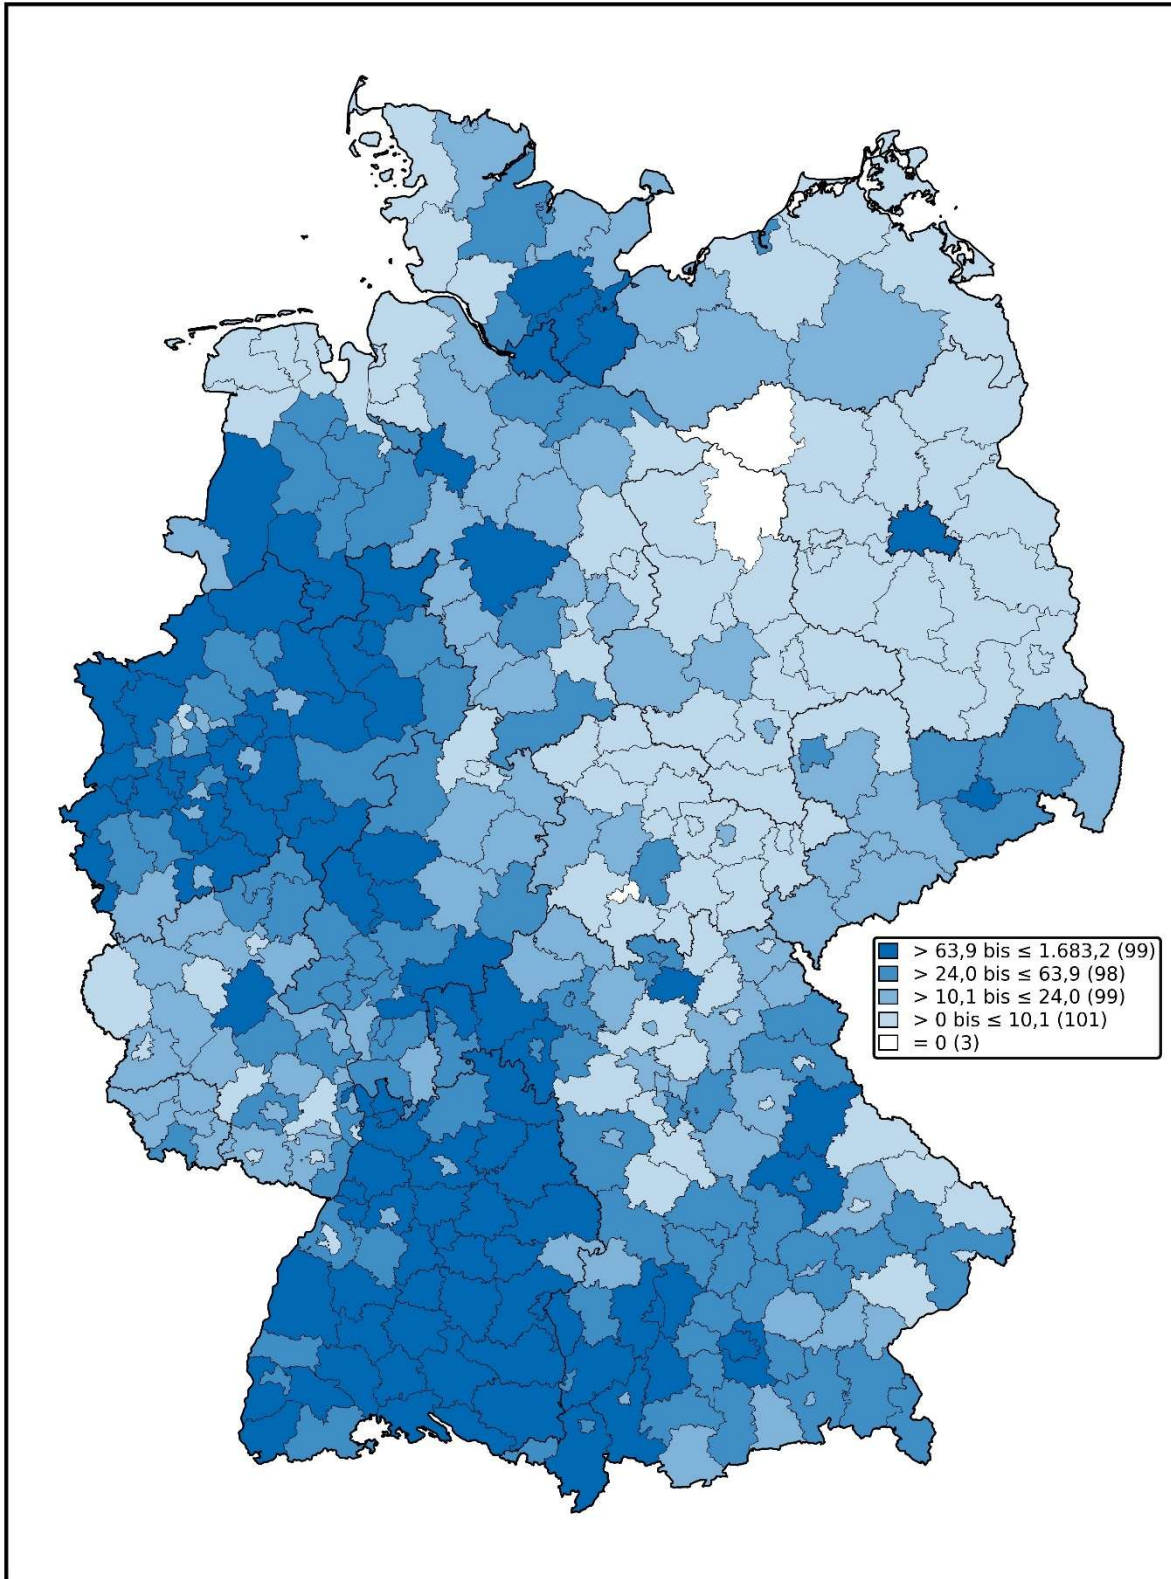 > 63,9 bis ≤ 1.683,2 (99)
> 24,0 bis ≤ 63,9 (98)
> 10,1 bis ≤ 24,0 (99)
> 0 bis ≤ 10,1 (101)
= 0 (3)